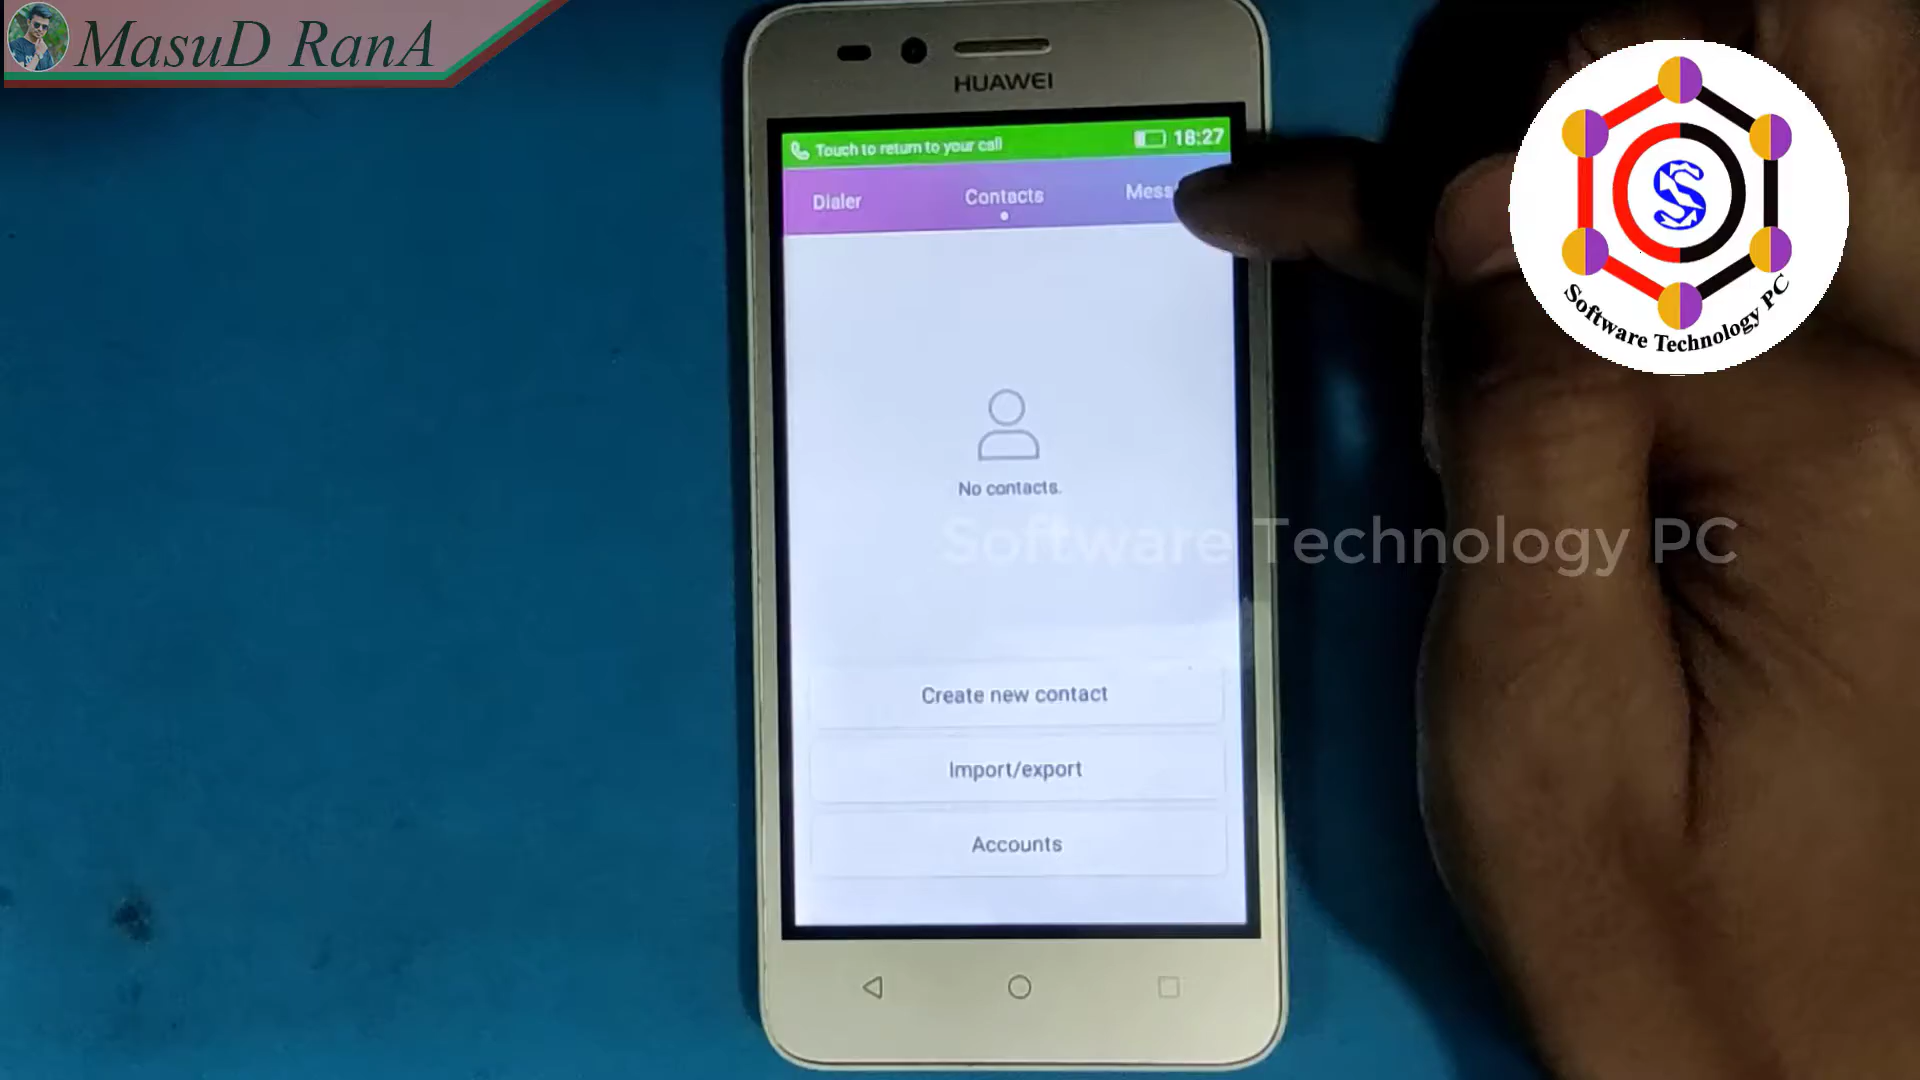 MasuD RanA
HUAWEI
Touch to return to your call
18:27
Dialer
Contacts
Mess
No contacts.
Software Technology PC
Create new contact
Import/export
Accounts
S
Software Technology PC